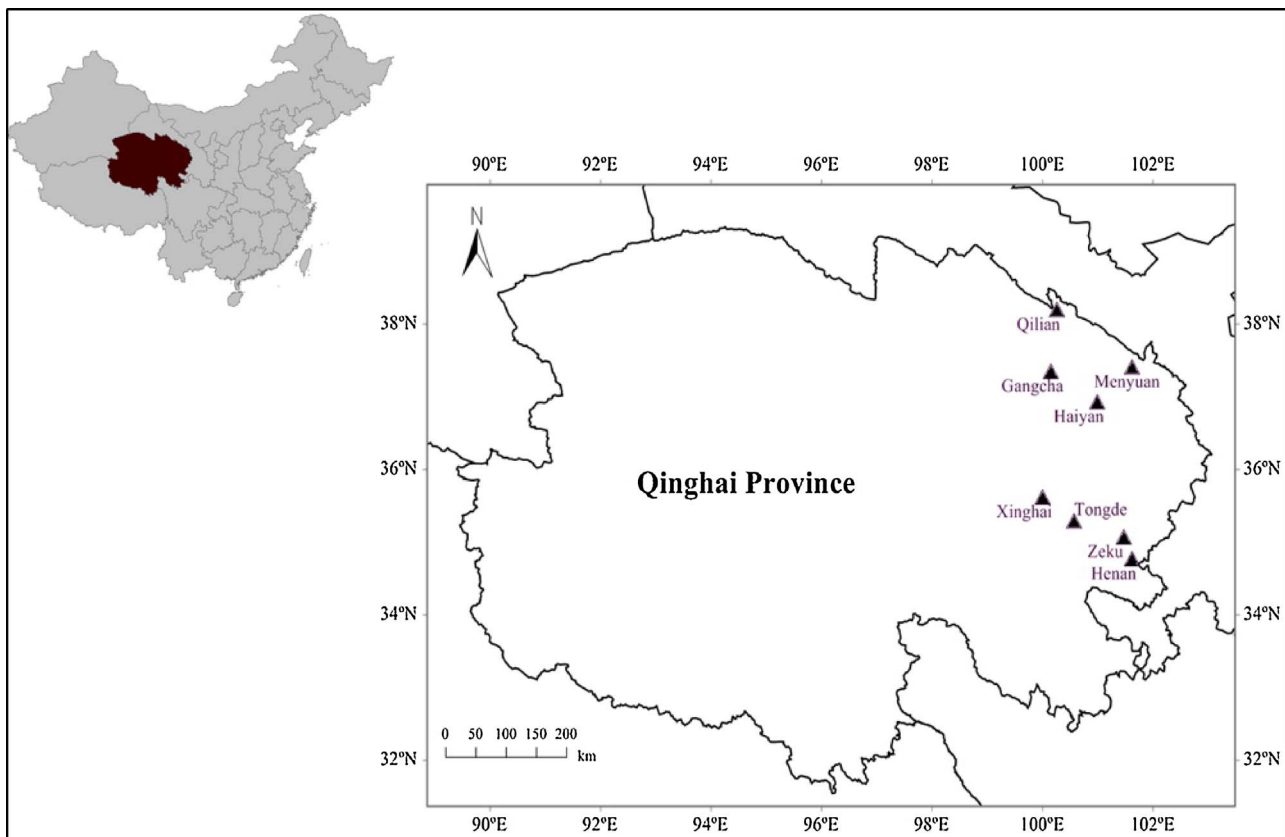 90°E 92°E 94°E 96°E 98°E 100°E 102°E
N
38°N 38°N
Qilian
Gangcha Menyuan
Haiyan
36°N 36°N
Qinghai Province
Xinghai Tongde
Zeku
Henan
34°N 34°N
0 50 100 150 200
km
32°N 32°N
90°E 92°E 94°E 96°E 98°E 100°E 102°E